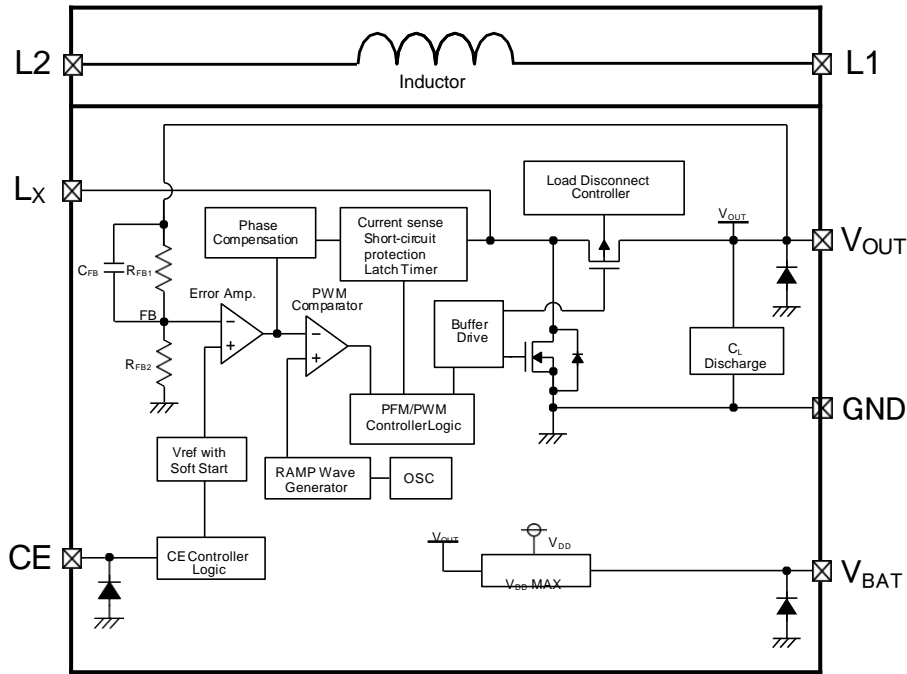 L2
L1
Inductor
LX
Load Disconnect
Controller
Phase
Compensation
Current sense
Short-circuit
protection
Latch Timer
VOUT
VOUT
CFB
RFB1
Error Amp.
PWM
Comparator
FB
Buffer
Drive
RFB2
CL
Discharge
PFM/PWM
ControllerLogic
GND
Vref with
Soft Start
RAMP Wave
Generator
OSC
CE
CE Controller
Logic
VOUT
VDD
VDD MAX
VBAT